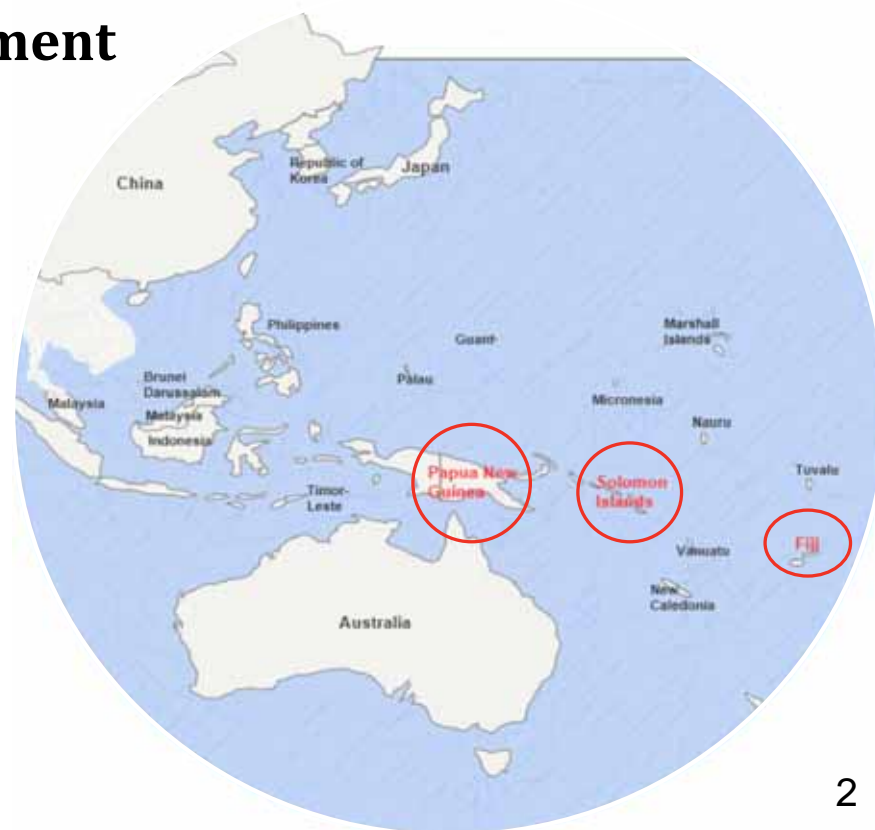 ment
Republic of
Korea
Japan
China
Philippines
Guam
Marshall
Islands
Palau
Brunei
Darussalam
Micronesia
Malaysia
Malaysia
Nauru
Indonesia
Papua New
Guinea
Solomon
Islands
Tuvalu
Timor-
Leste
Fiji
Vanuatu
New
Caledonia
Australia
2